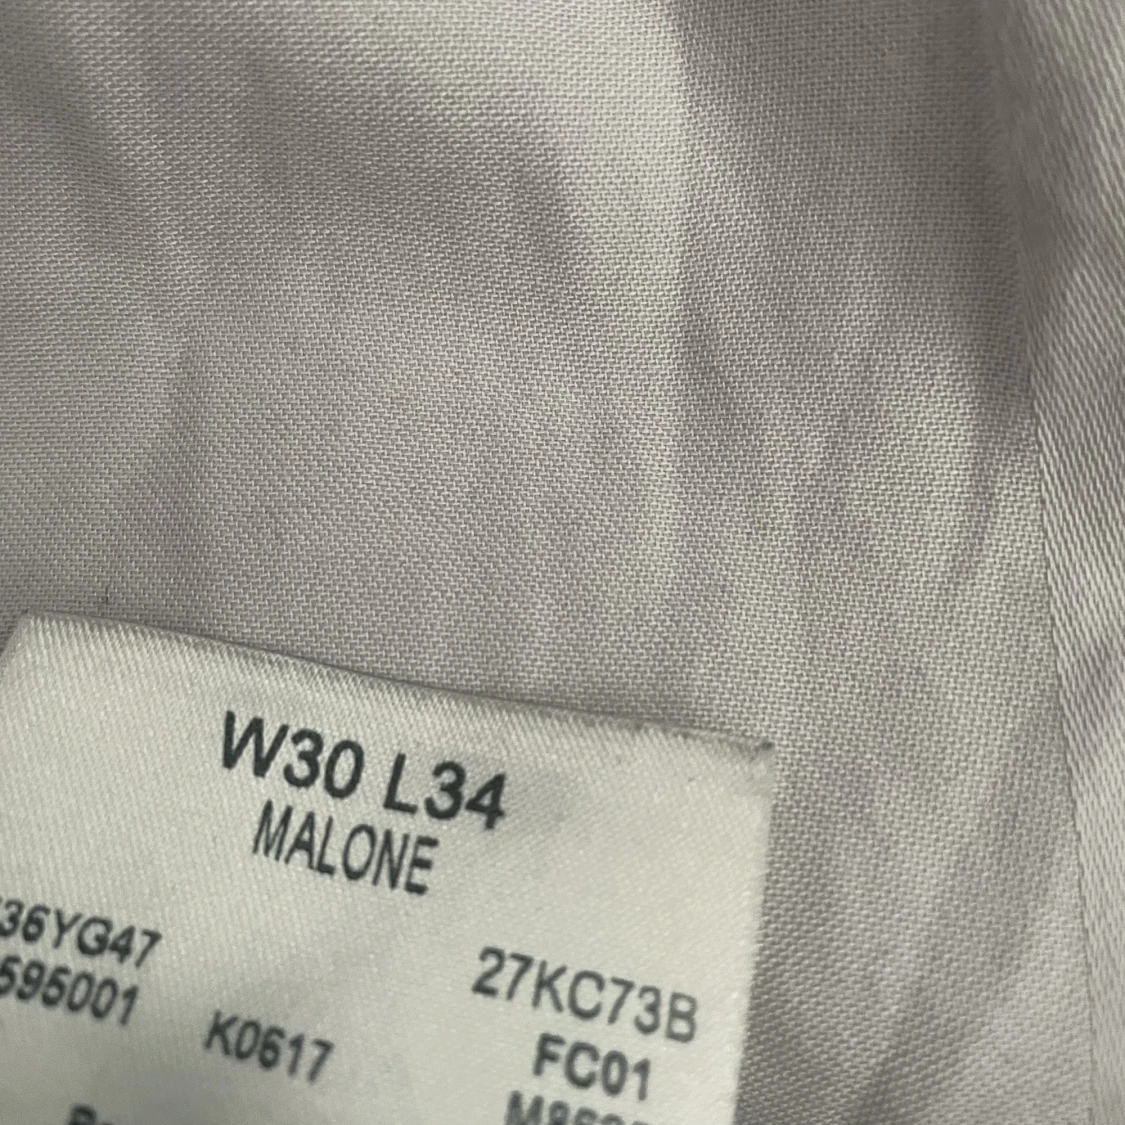 W30 L34
MALONE
36YG47
27KC73B
595001
K0617
FC01